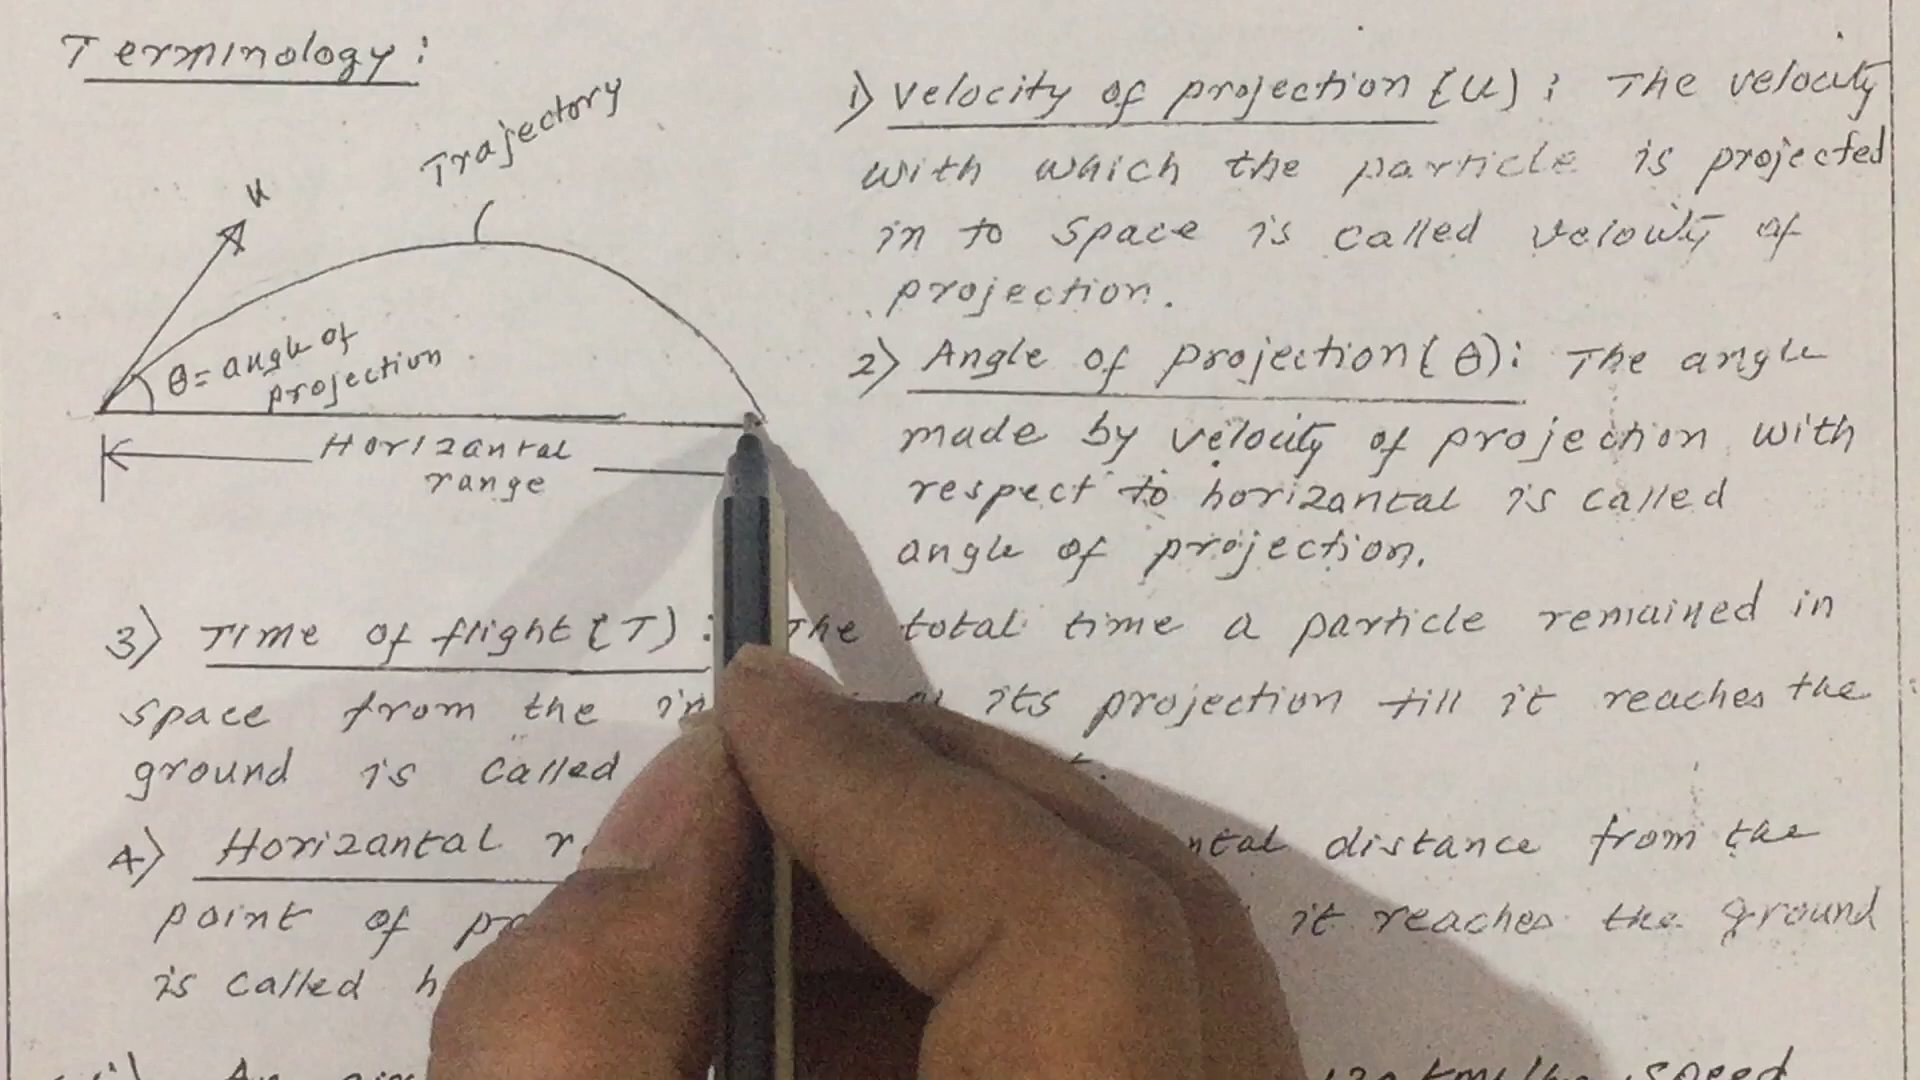 Terminology:
Trajectory
u
θ = angle of
projection
Horizantal
range
1) Velocity of projection (u) : The velocity
with which the particle is projected
in to space is called velocity of
projection.
2) Angle of projection (θ): The angle
made by velocity of projection with
respect to horizantal is called
angle of projection.
3) Time of flight (T) : The total time a particle remained in
space from the its projection till it reaches the
ground is called
4) Horizantal distance from the
point of it reaches the ground
is called
speed